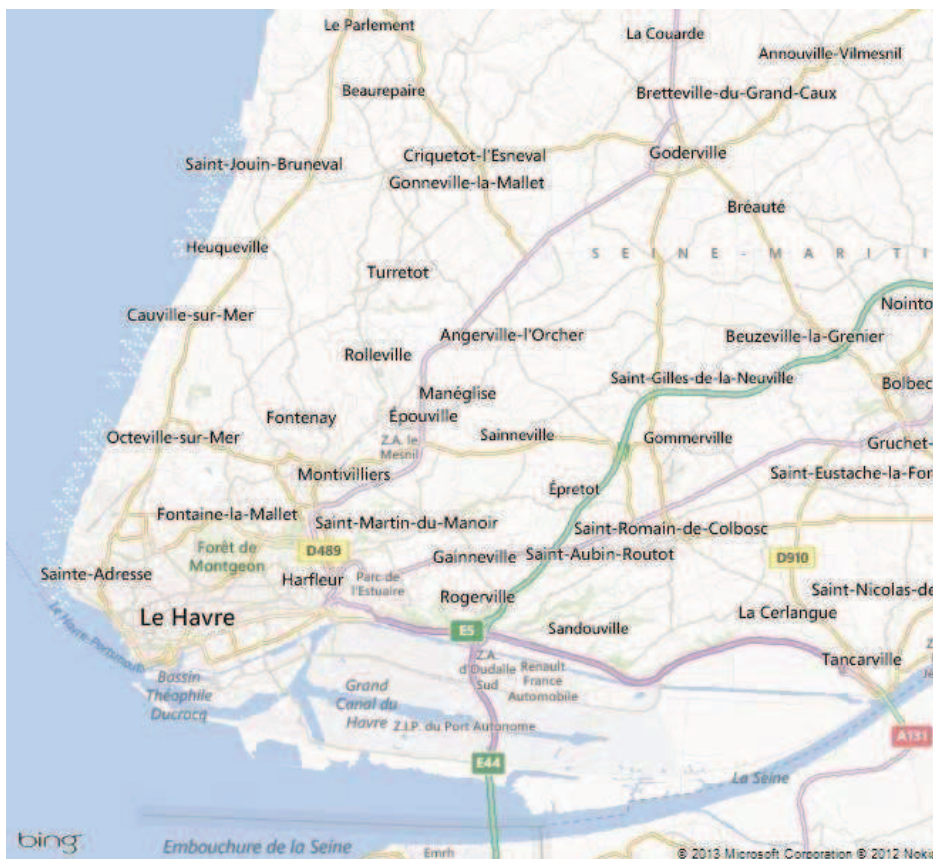 Le Parlement
La Couarde
Annouville-Vilmesnil
Beaurepaire
Bretteville-du-Grand-Caux
Saint-Jouin-Bruneval
Criquetot-l'Esneval
Goderville
Gonneville-la-Mallet
Bréauté
Heuqueville
SEINE-MARITI
Turretot
Nointo
Cauville-sur-Mer
Angerville-l'Orcher
Beuzeville-la-Grenier
Rolleville
Saint-Gilles-de-la-Neuville
Bolbec
Manéglise
Fontenay
Épouville
Octeville-sur-Mer
Z.A. le
Mesnil
Sainneville
Gommerville
Gruchet-
Montivilliers
Saint-Eustache-la-For
Épretot
Fontaine-la-Mallet
Saint-Martin-du-Manoir
Saint-Romain-de-Colbosc
Forêt de
Montgeon
D489
Gainneville
Saint-Aubin-Routot
D910
Sainte-Adresse
Harfleur
Parc de
l'Estuaire
Rogerville
Saint-Nicolas-de-
Le Havre-Portsmouth
Le Havre
La Cerlangue
E5
Sandouville
Z.A.
d'Oudalle
Sud
Renault
France
Automobile
Tancarville
Bassin
Théophile
Ducrocq
Grand
Canal du
Havre
Z.I.P. du Port Autonome
A131
E44
La Seine
bing
Embouchure de la Seine
Emrh
© 2013 Microsoft Corporation © 2012 Noki